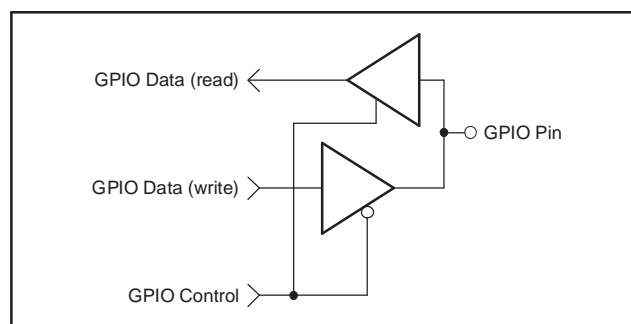 GPIO Data (read)
GPIO Pin
GPIO Data (write)
GPIO Control